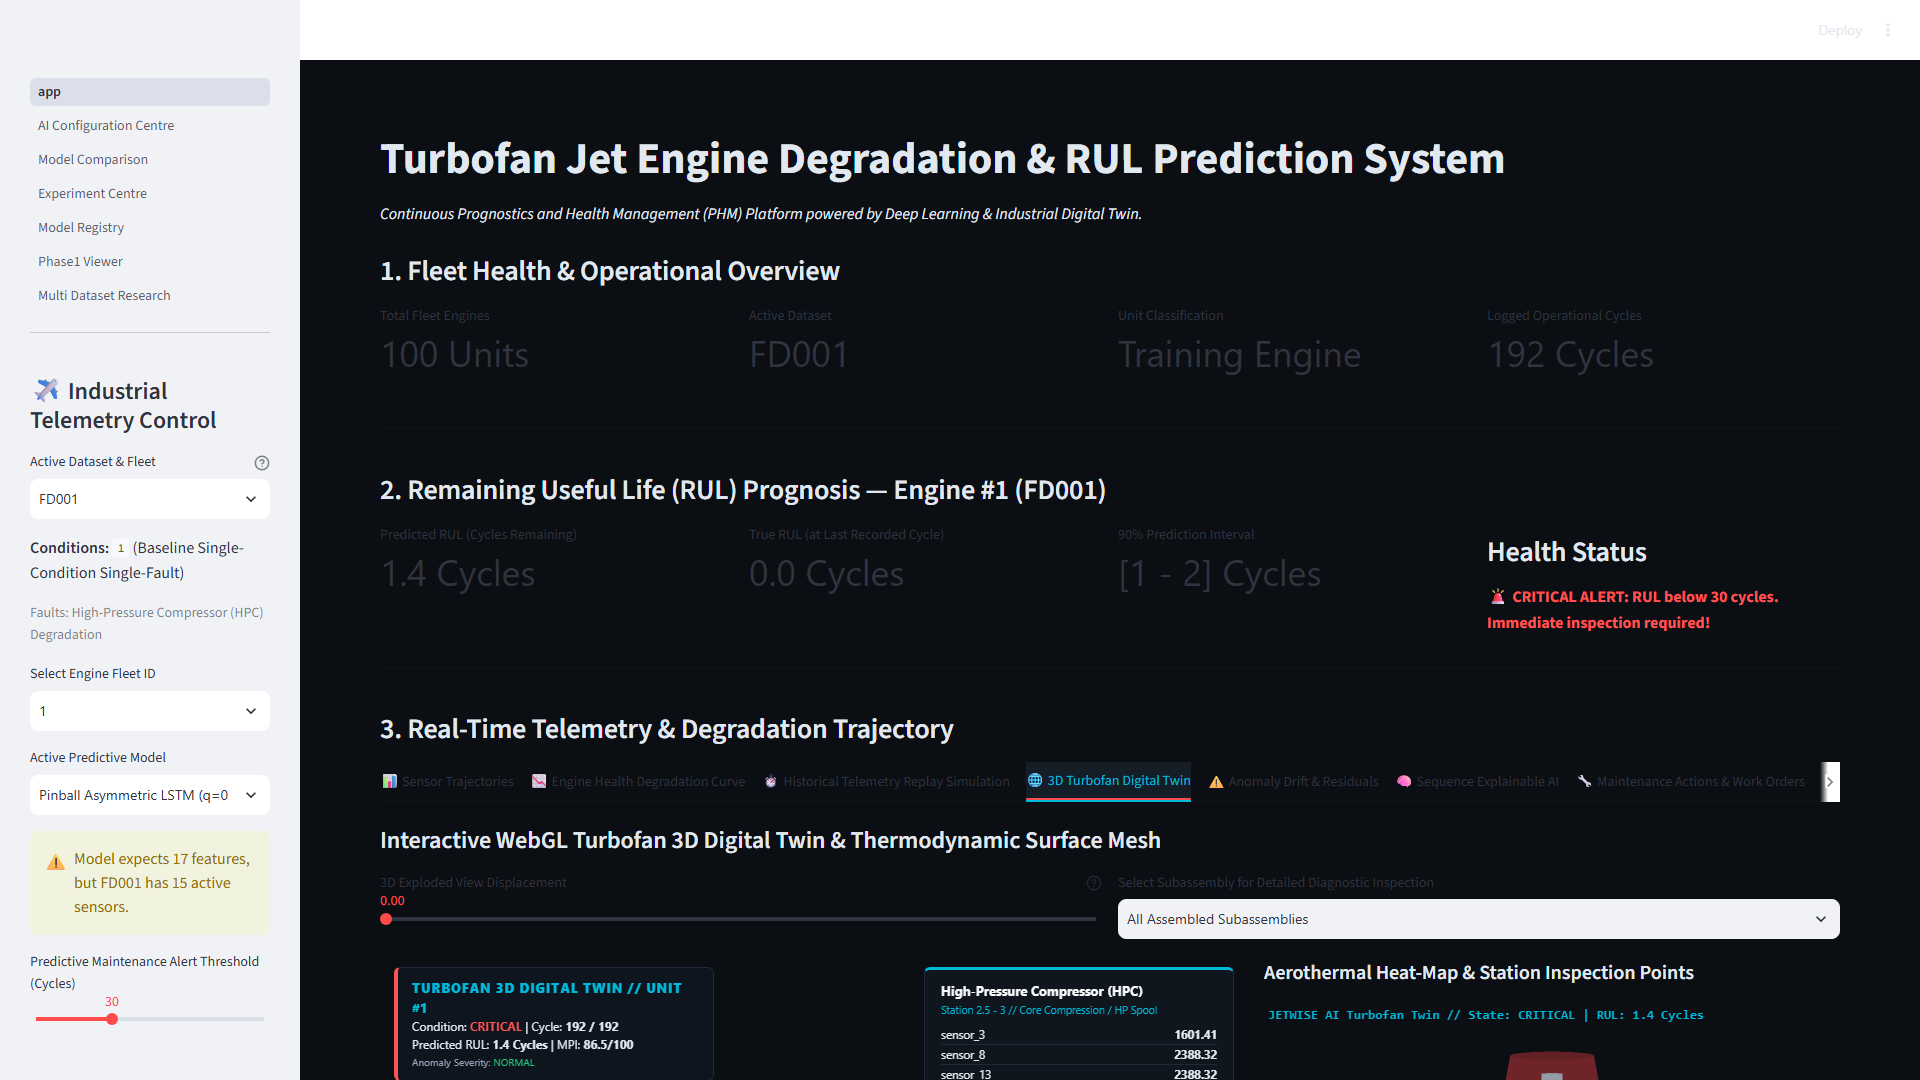 Deploy
app
AI Configuration Centre
Model Comparison
Experiment Centre
Model Registry
Phase1 Viewer
Multi Dataset Research
Industrial
Telemetry Control
Active Dataset & Fleet
FD001
Conditions: 1 (Baseline Single-
Condition Single-Fault)
Faults: High-Pressure Compressor (HPC)
Degradation
Select Engine Fleet ID
1
Active Predictive Model
Pinball Asymmetric LSTM (q=0
Model expects 17 features,
but FD001 has 15 active
sensors.
Predictive Maintenance Alert Threshold
(Cycles)
30
Turbofan Jet Engine Degradation & RUL Prediction System
Continuous Prognostics and Health Management (PHM) Platform powered by Deep Learning & Industrial Digital Twin.
1. Fleet Health & Operational Overview
Total Fleet Engines
100 Units
Active Dataset
FD001
Unit Classification
Training Engine
Logged Operational Cycles
192 Cycles
2. Remaining Useful Life (RUL) Prognosis — Engine #1 (FD001)
Predicted RUL (Cycles Remaining)
1.4 Cycles
True RUL (at Last Recorded Cycle)
0.0 Cycles
90% Prediction Interval
[1 - 2] Cycles
Health Status
CRITICAL ALERT: RUL below 30 cycles.
Immediate inspection required!
3. Real-Time Telemetry & Degradation Trajectory
Sensor Trajectories
Engine Health Degradation Curve
Historical Telemetry Replay Simulation
3D Turbofan Digital Twin
Anomaly Drift & Residuals
Sequence Explainable AI
Maintenance Actions & Work Orders
Interactive WebGL Turbofan 3D Digital Twin & Thermodynamic Surface Mesh
3D Exploded View Displacement
0.00
Select Subassembly for Detailed Diagnostic Inspection
All Assembled Subassemblies
TURBOFAN 3D DIGITAL TWIN // UNIT
#1
Condition: CRITICAL | Cycle: 192 / 192
Predicted RUL: 1.4 Cycles | MPI: 86.5/100
Anomaly Severity: NORMAL
High-Pressure Compressor (HPC)
Station 2.5 - 3 // Core Compression / HP Spool
sensor_3 1601.41
sensor_8 2388.32
sensor_13 2388.32
Aerothermal Heat-Map & Station Inspection Points
JETWISE AI Turbofan Twin // State: CRITICAL | RUL: 1.4 Cycles